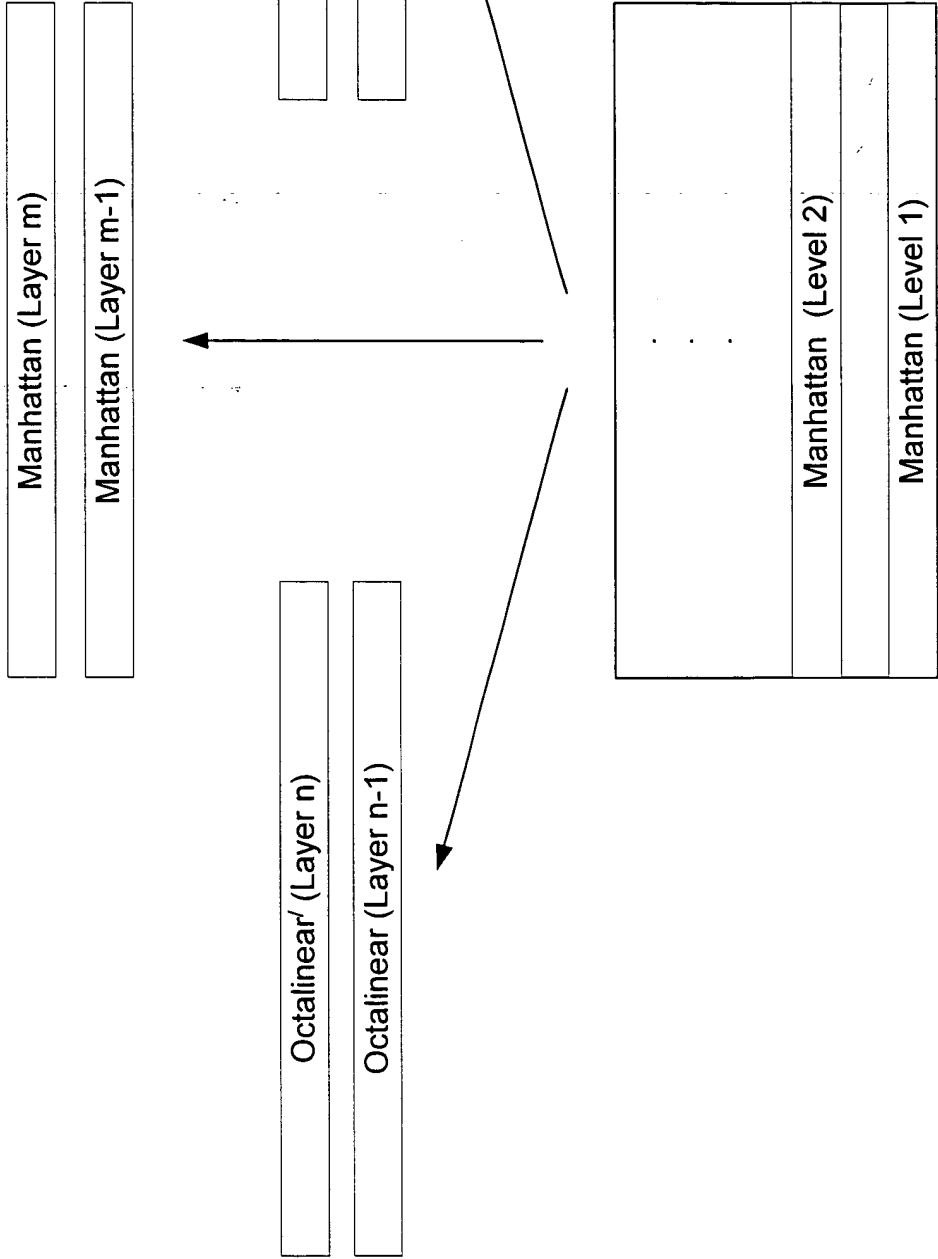 Manhattan (Layer m)
Manhattan (Layer m-1)
Octalinear' (Layer n)
Octalinear (Layer n-1)
Manhattan (Level 2)
Manhattan (Level 1)